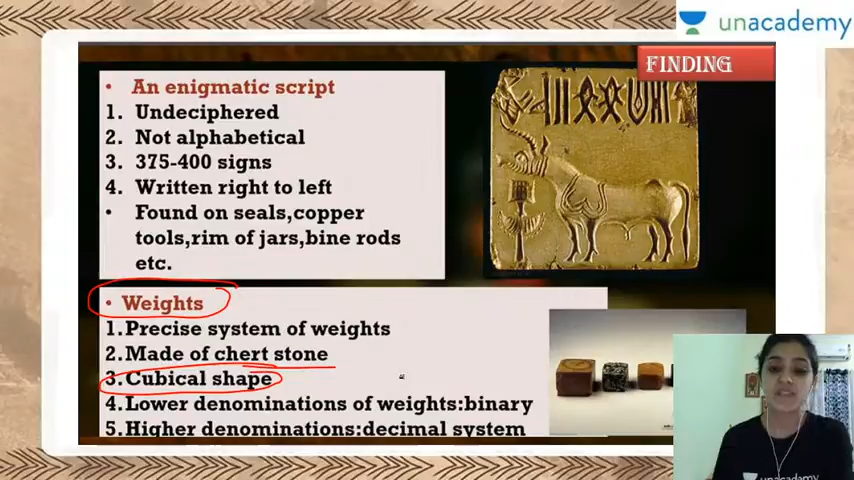 unacademy
FINDING
• An enigmatic script
1. Undeciphered
2. Not alphabetical
3. 375-400 signs
4. Written right to left
• Found on seals,copper
tools,rim of jars,bine rods
etc.
• Weights
1.Precise system of weights
2.Made of chert stone
3.Cubical shape
4.Lower denominations of weights:binary
5.Higher denominations:decimal system
unacademy